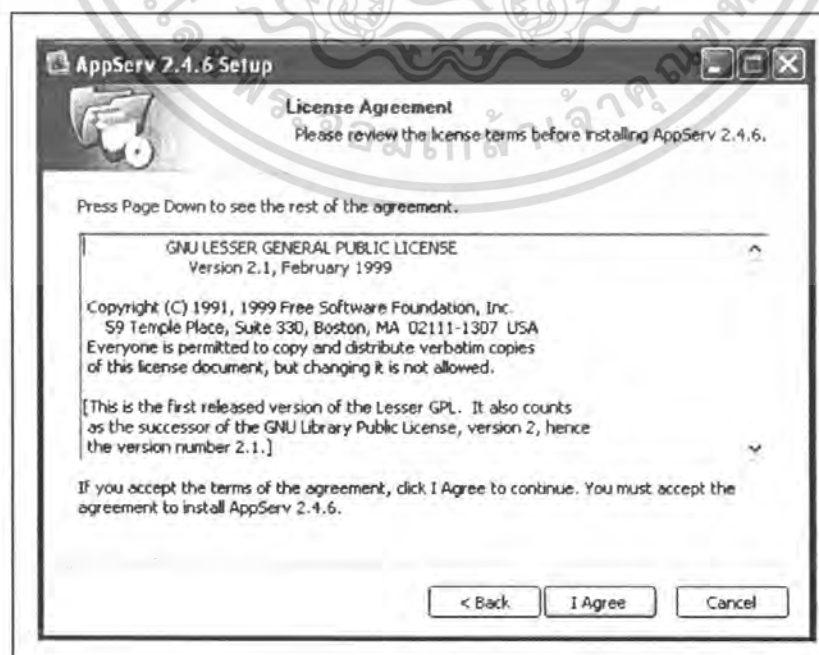 AppServ 2.4.6 Setup
License Agreement
Please review the license terms before installing AppServ 2.4.6.
Press Page Down to see the rest of the agreement.
GNU LESSER GENERAL PUBLIC LICENSE
Version 2.1, February 1999
Copyright (C) 1991, 1999 Free Software Foundation, Inc.
59 Temple Place, Suite 330, Boston, MA 02111-1307 USA
Everyone is permitted to copy and distribute verbatim copies
of this license document, but changing it is not allowed.
[This is the first released version of the Lesser GPL. It also counts
as the successor of the GNU Library Public License, version 2, hence
the version number 2.1.]
If you accept the terms of the agreement, click I Agree to continue. You must accept the
agreement to install AppServ 2.4.6.
< Back
I Agree
Cancel